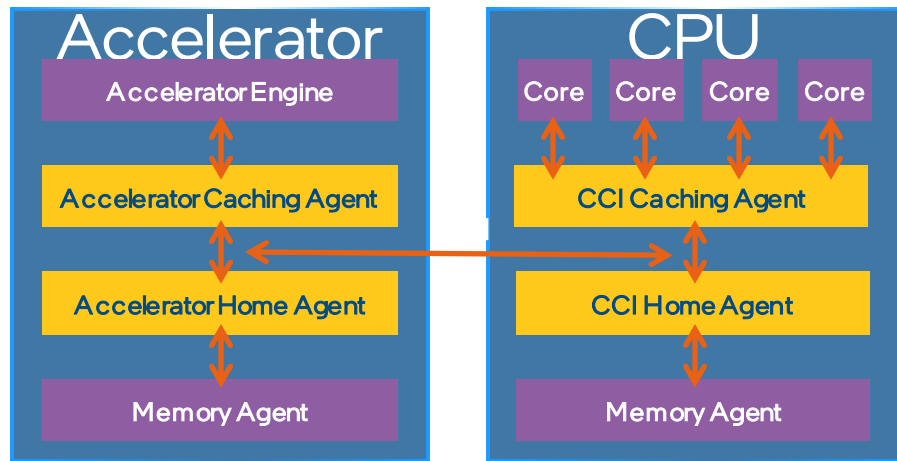 Accelerator
Accelerator Engine
Accelerator Caching Agent
Accelerator Home Agent
Memory Agent
CPU
Core Core Core Core
CCI Caching Agent
CCI Home Agent
Memory Agent